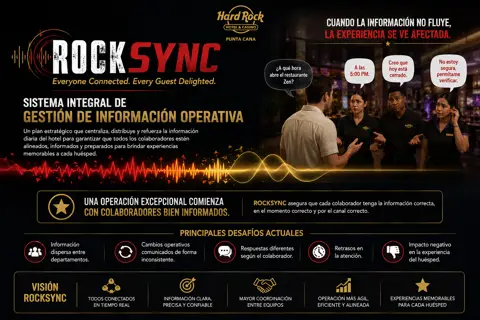 Hard Rock
HOTEL & CASINO
PUNTA CANA
ROCKSYNC
Everyone Connected. Every Guest Delighted.
SISTEMA INTEGRAL DE
GESTIÓN DE INFORMACIÓN OPERATIVA
Un plan estratégico que centraliza, distribuye y refuerza la información
diaria del hotel para garantizar que todos los colaboradores estén
alineados, informados y preparados para brindar experiencias
memorables a cada huésped.
CUANDO LA INFORMACIÓN NO FLUYE,
LA EXPERIENCIA SE VE AFECTADA.
¿A qué hora
abre el restaurante
Zen?
A las
5:00 PM.
Creo que
hoy está
cerrado.
No estoy
segura,
permítame
verificar.
UNA OPERACIÓN EXCEPCIONAL COMIENZA
CON COLABORADORES BIEN INFORMADOS.
ROCKSYNC asegura que cada colaborador tenga la información correcta,
en el momento correcto y por el canal correcto.
PRINCIPALES DESAFÍOS ACTUALES
Información
dispersa entre
departamentos.
Cambios operativos
comunicados de forma
inconsistente.
Respuestas diferentes
según el colaborador.
Retrasos en
la atención.
Impacto negativo
en la experiencia
del huésped.
VISIÓN
ROCKSYNC
TODOS CONECTADOS
EN TIEMPO REAL
INFORMACIÓN CLARA,
PRECISA Y CONFIABLE
MAYOR COORDINACIÓN
ENTRE EQUIPOS
OPERACIÓN MÁS ÁGIL,
EFICIENTE Y ALINEADA
EXPERIENCIAS MEMORABLES
PARA CADA HUÉSPED